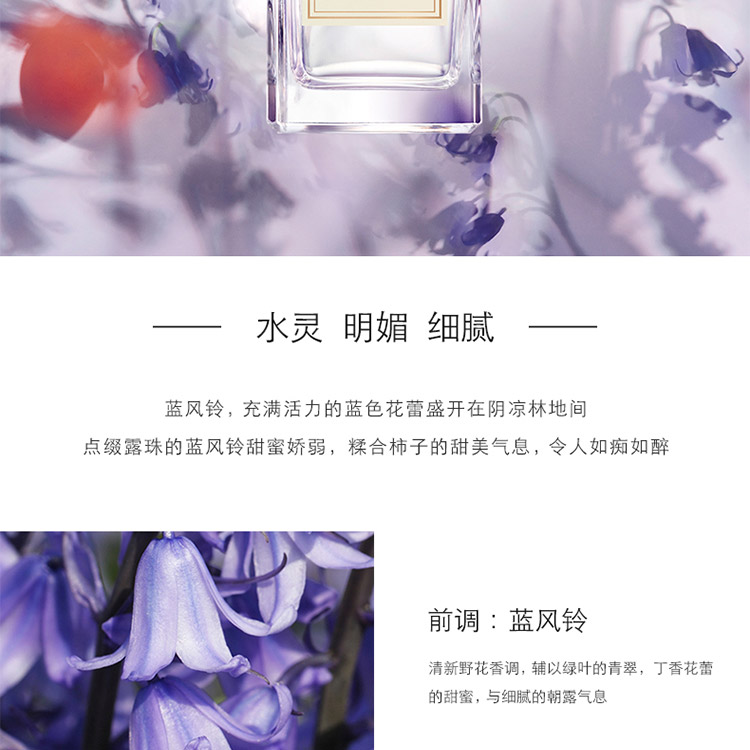 水灵 明媚 细腻
蓝风铃，充满活力的蓝色花蕾盛开在阴凉林地间
点缀露珠的蓝风铃甜蜜娇弱，糅合柿子的甜美气息，令人如痴如醉
前调：蓝风铃
清新野花香调，辅以绿叶的青翠，丁香花蕾
的甜蜜，与细腻的朝露气息